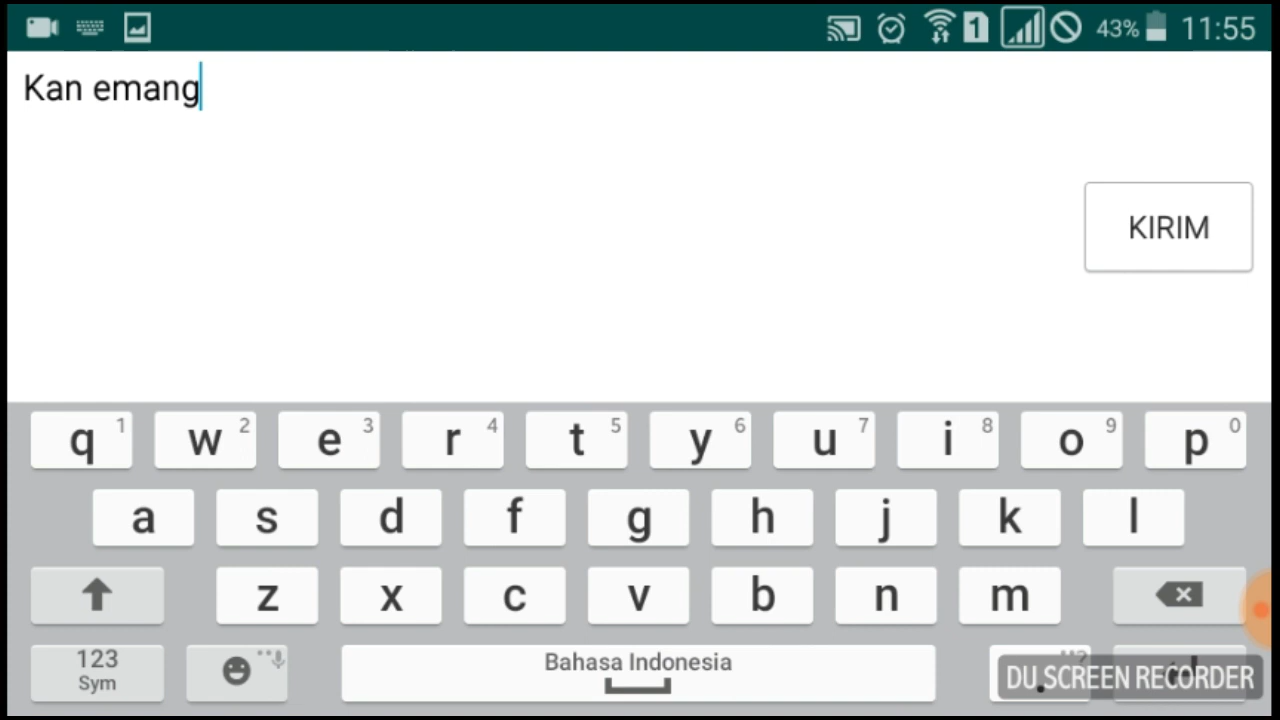 1 43% 11:55
Kan emang
KIRIM
q 1 w 2 e 3 r 4 t 5 y 6 u 7 i 8 o 9 p 0
a s d f g h j k l
z x c v b n m
123
Sym
Bahasa Indonesia
DU SCREEN RECORDER